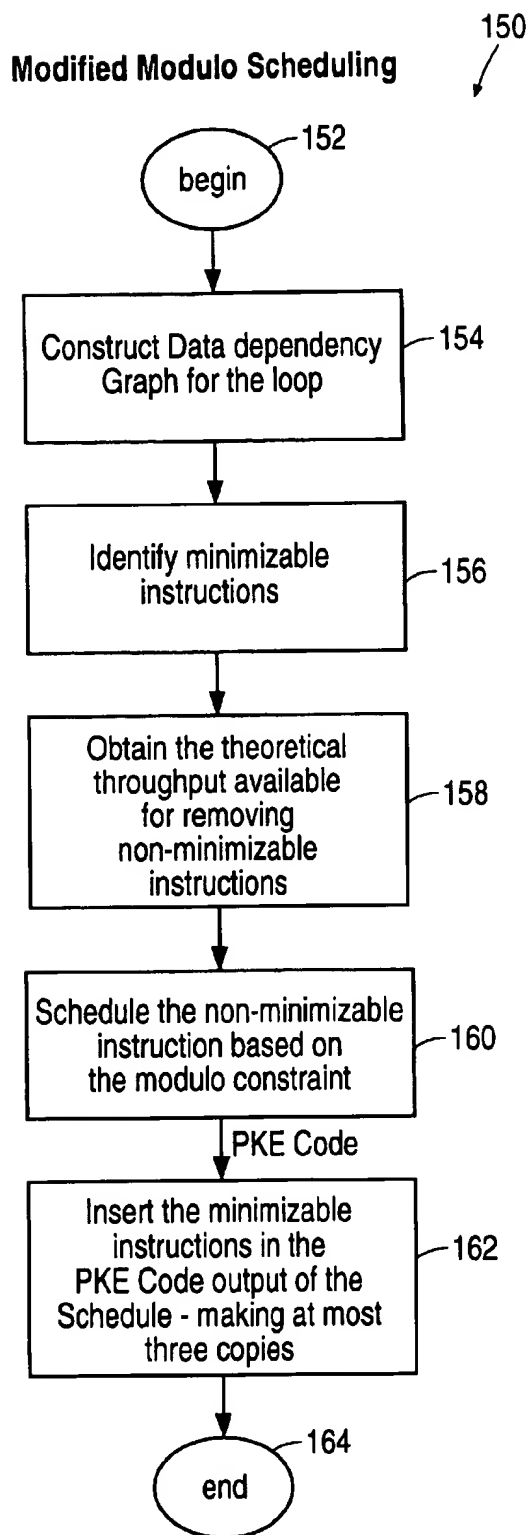 150
Modified Modulo Scheduling
152
begin
Construct Data dependency
Graph for the loop
154
Identify minimizable
instructions
156
Obtain the theoretical
throughput available
for removing
non-minimizable
instructions
158
Schedule the non-minimizable
instruction based on
the modulo constraint
160
PKE Code
Insert the minimizable
instructions in the
PKE Code output of the
Schedule - making at most
three copies
162
164
end